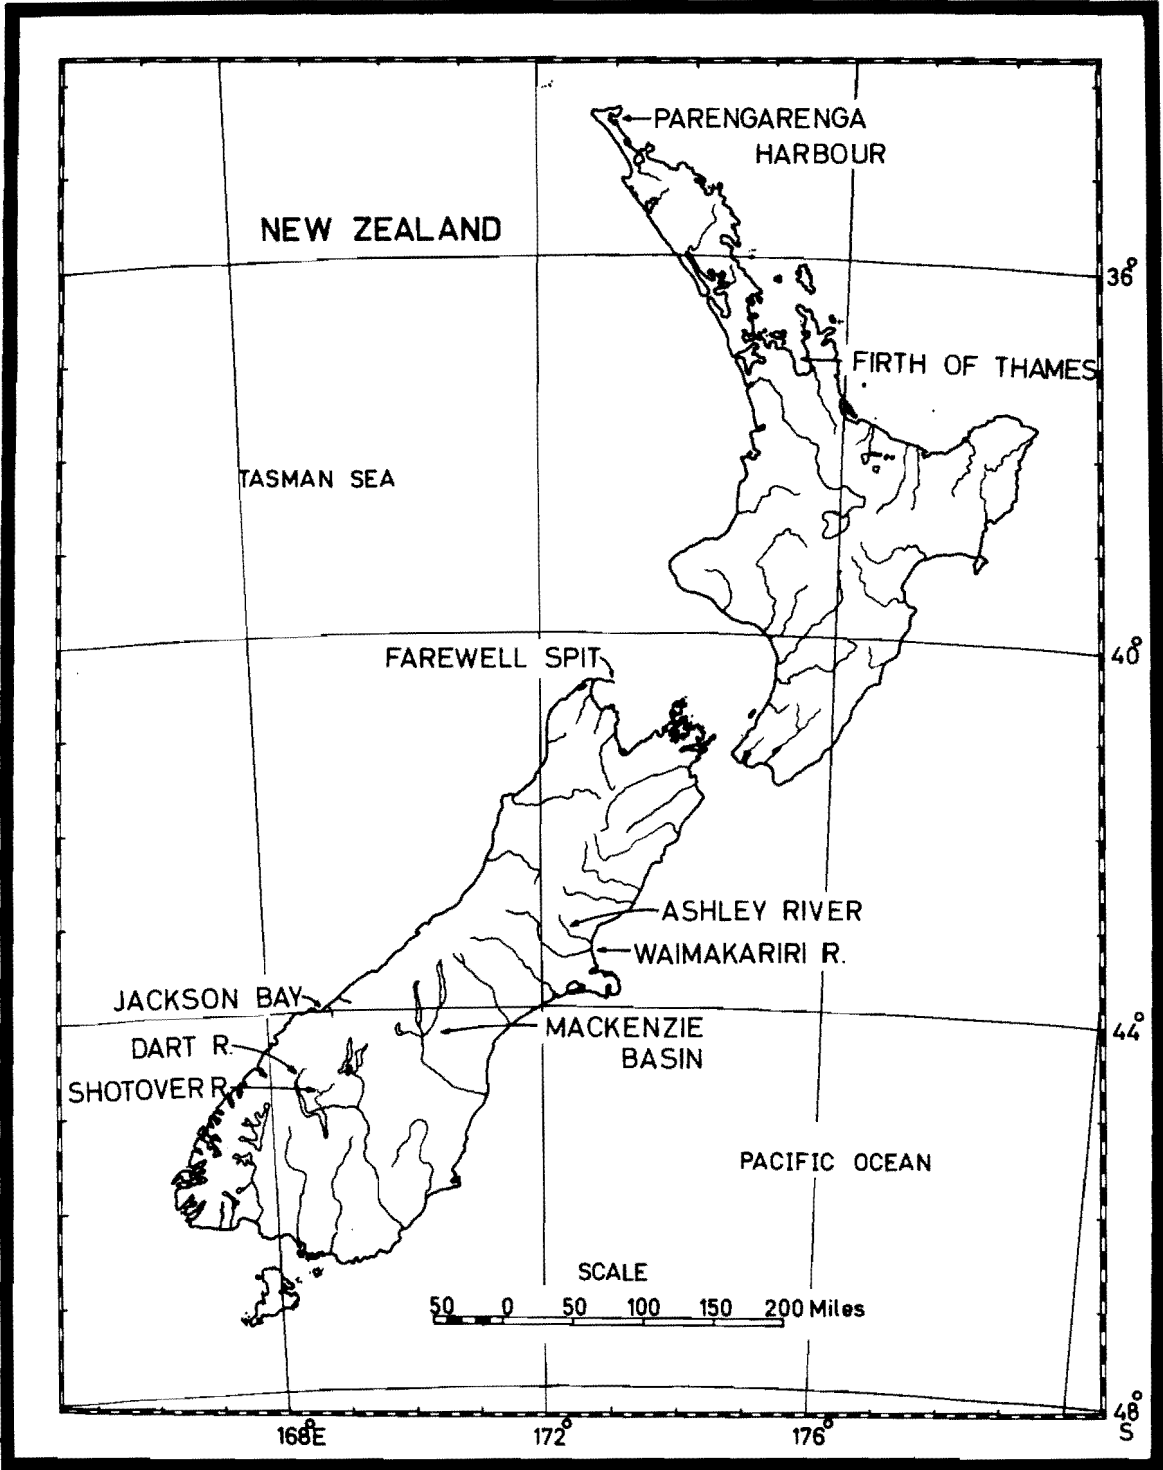 PARENGARENGA
HARBOUR
NEW ZEALAND
36°
FIRTH OF THAMES
TASMAN SEA
40°
FAREWELL SPIT
ASHLEY RIVER
WAIMAKARIRI R.
JACKSON BAY
MACKENZIE
BASIN
44°
DART R.
SHOTOVER R.
PACIFIC OCEAN
SCALE
50 0 50 100 150 200 Miles
48°
S
168°E 172° 176°